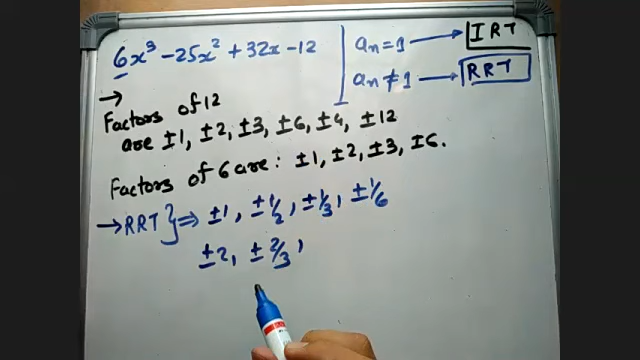 6x³ - 25x² + 32x - 12
aₙ = 1 → IRT
aₙ ≠ 1 → RRT
→
Factors of 12
are ±1, ±2, ±3, ±6, ±4, ±12
Factors of 6 are: ±1, ±2, ±3, ±6.
→ RRT} ⇒ ±1, ±1/2, ±1/3, ±1/6
±2, ±2/3,